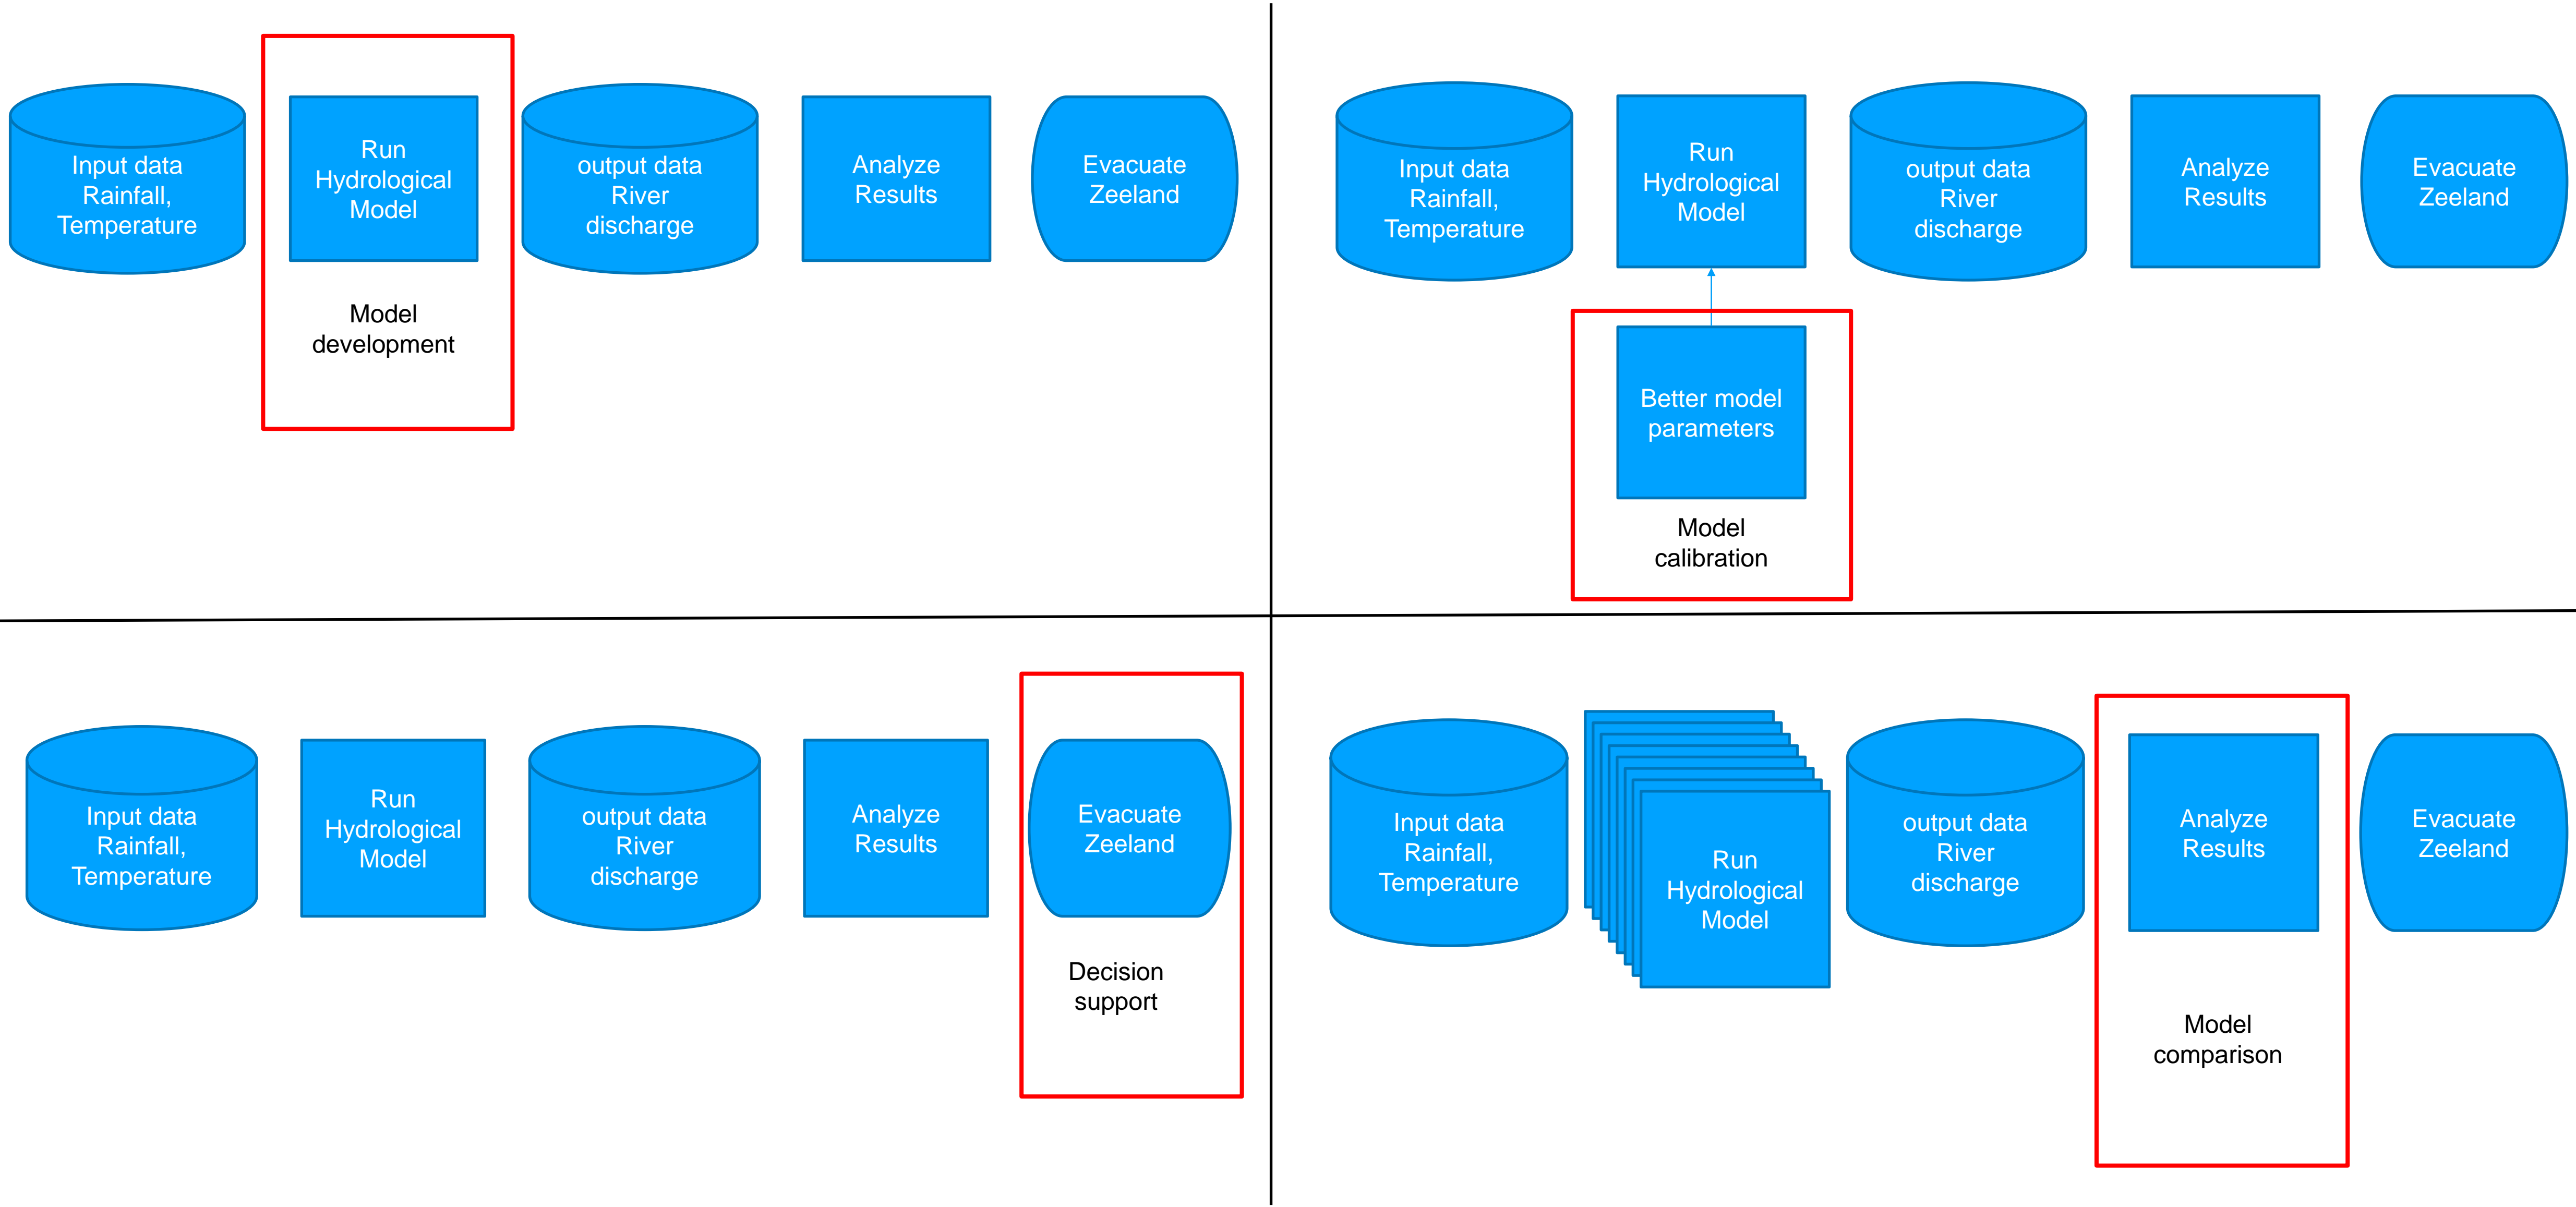 Input data
Rainfall,
Temperature
Run
Hydrological
Model
Model
development
output data
River
discharge
Analyze
Results
Evacuate
Zeeland
Input data
Rainfall,
Temperature
Run
Hydrological
Model
Better model
parameters
Model
calibration
output data
River
discharge
Analyze
Results
Evacuate
Zeeland
Input data
Rainfall,
Temperature
Run
Hydrological
Model
output data
River
discharge
Analyze
Results
Evacuate
Zeeland
Decision
support
Input data
Rainfall,
Temperature
Run
Hydrological
Model
output data
River
discharge
Analyze
Results
Model
comparison
Evacuate
Zeeland